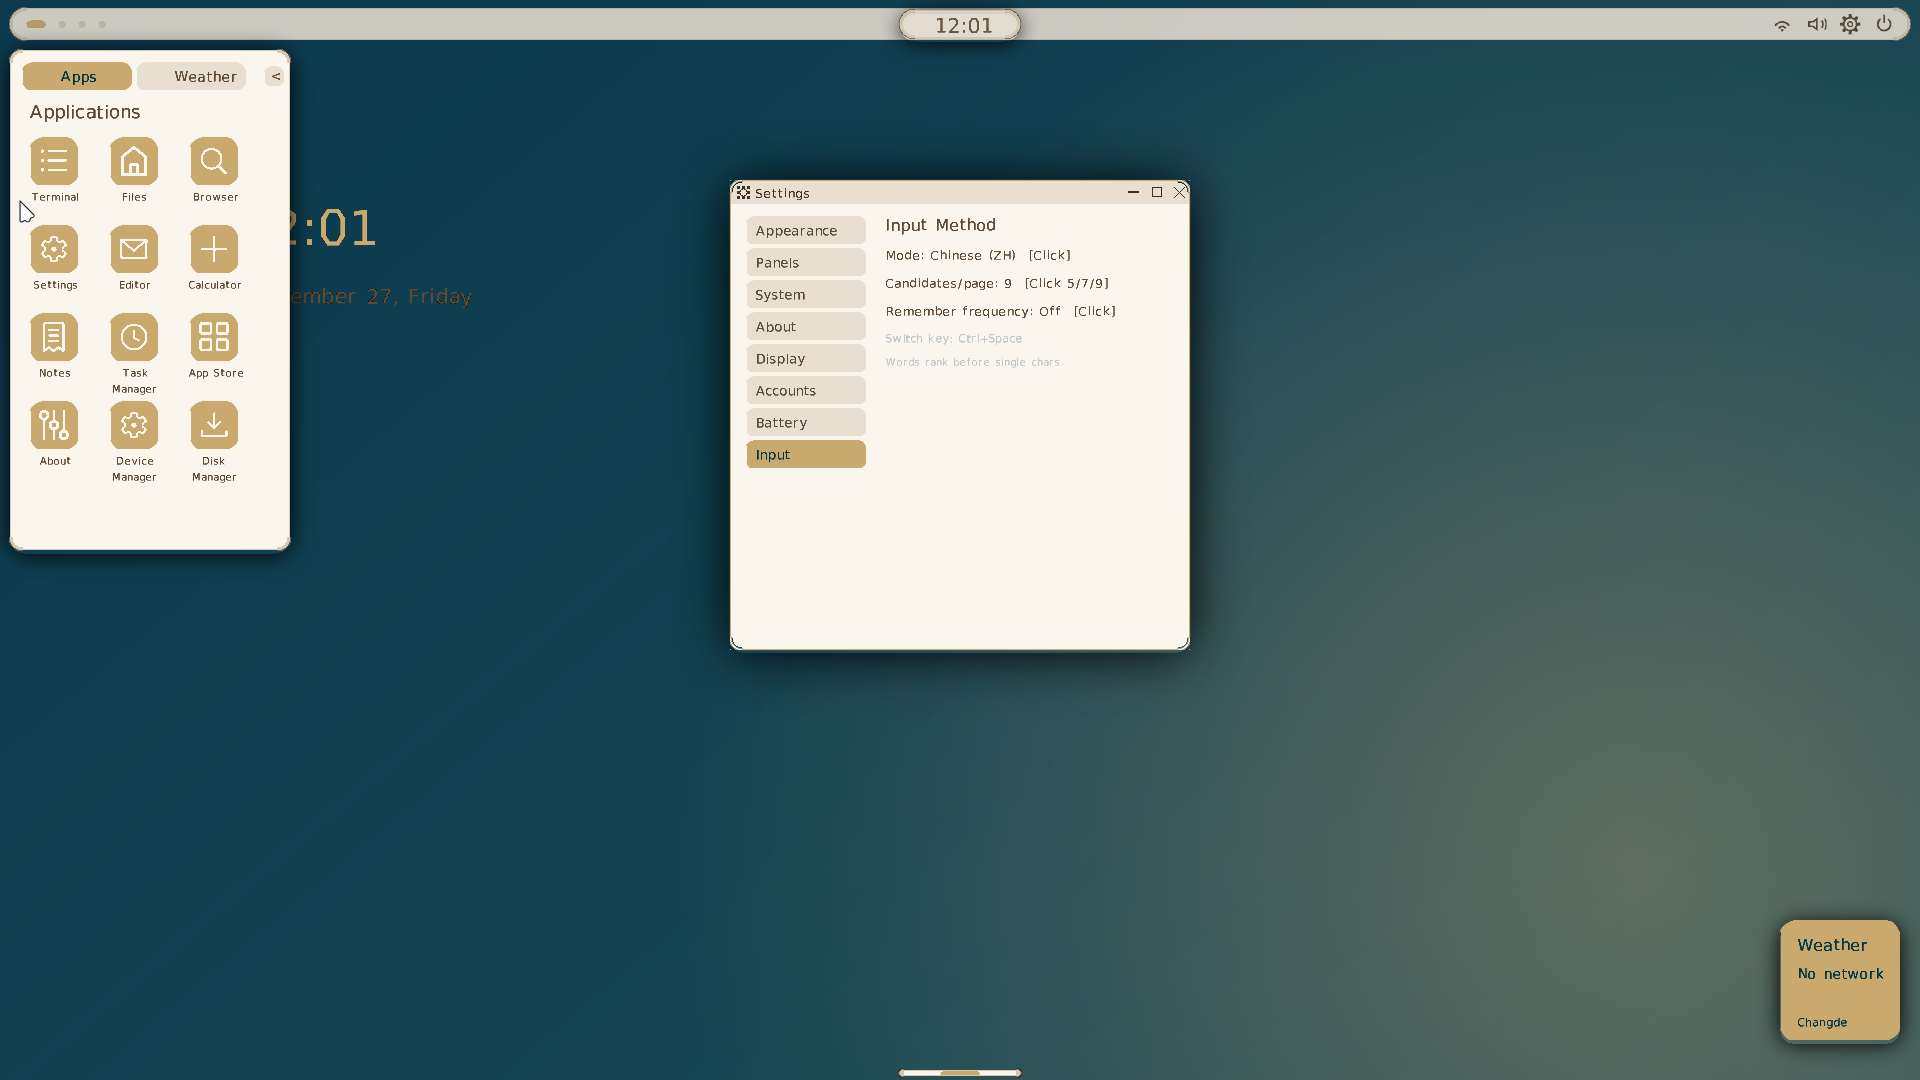 12:01
Apps
Weather
<
Applications
Terminal
Files
Browser
Settings
Editor
Calculator
Notes
Task
Manager
App Store
About
Device
Manager
Disk
Manager
:01
ember 27, Friday
Settings
Appearance
Panels
System
About
Display
Accounts
Battery
Input
Input Method
Mode: Chinese (ZH) [Click]
Candidates/page: 9 [Click 5/7/9]
Remember frequency: Off [Click]
Switch key: Ctrl+Space
Words rank before single chars.
Weather
No network
Changde